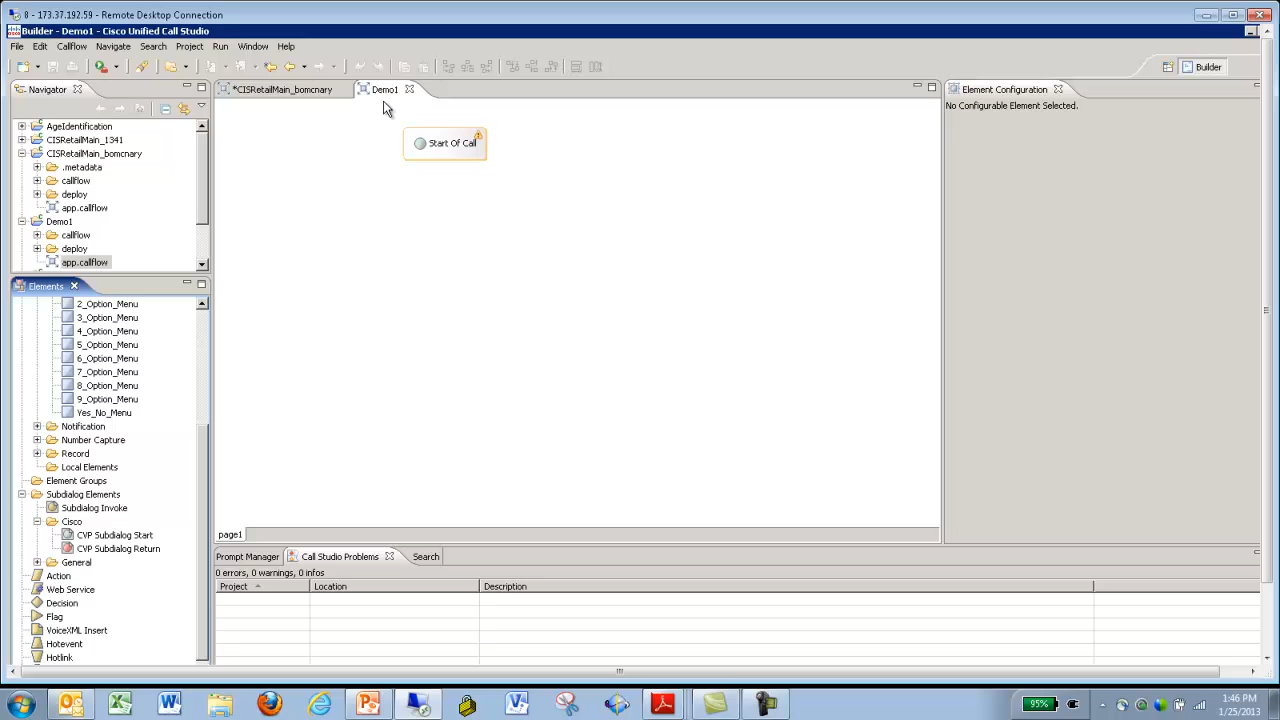 8 - 173.37.192.59 - Remote Desktop Connection
Builder - Demo1 - Cisco Unified Call Studio
File Edit Callflow Navigate Search Project Run Window Help
Builder
Navigator
*CISRetailMain_bomcnary
Demo1
Element Configuration
No Configurable Element Selected.
AgeIdentification
CISRetailMain_1341
CISRetailMain_bomcnary
.metadata
callflow
deploy
app.callflow
Demo1
callflow
deploy
app.callflow
Start Of Call
Elements
2_Option_Menu
3_Option_Menu
4_Option_Menu
5_Option_Menu
6_Option_Menu
7_Option_Menu
8_Option_Menu
9_Option_Menu
Yes_No_Menu
Notification
Number Capture
Record
Local Elements
Element Groups
Subdialog Elements
Subdialog Invoke
Cisco
CVP Subdialog Start
CVP Subdialog Return
General
Action
Web Service
Decision
Flag
VoiceXML Insert
Hotevent
Hotlink
page1
Prompt Manager Call Studio Problems Search
0 errors, 0 warnings, 0 infos
Project Location Description
95%
1:46 PM
1/25/2013